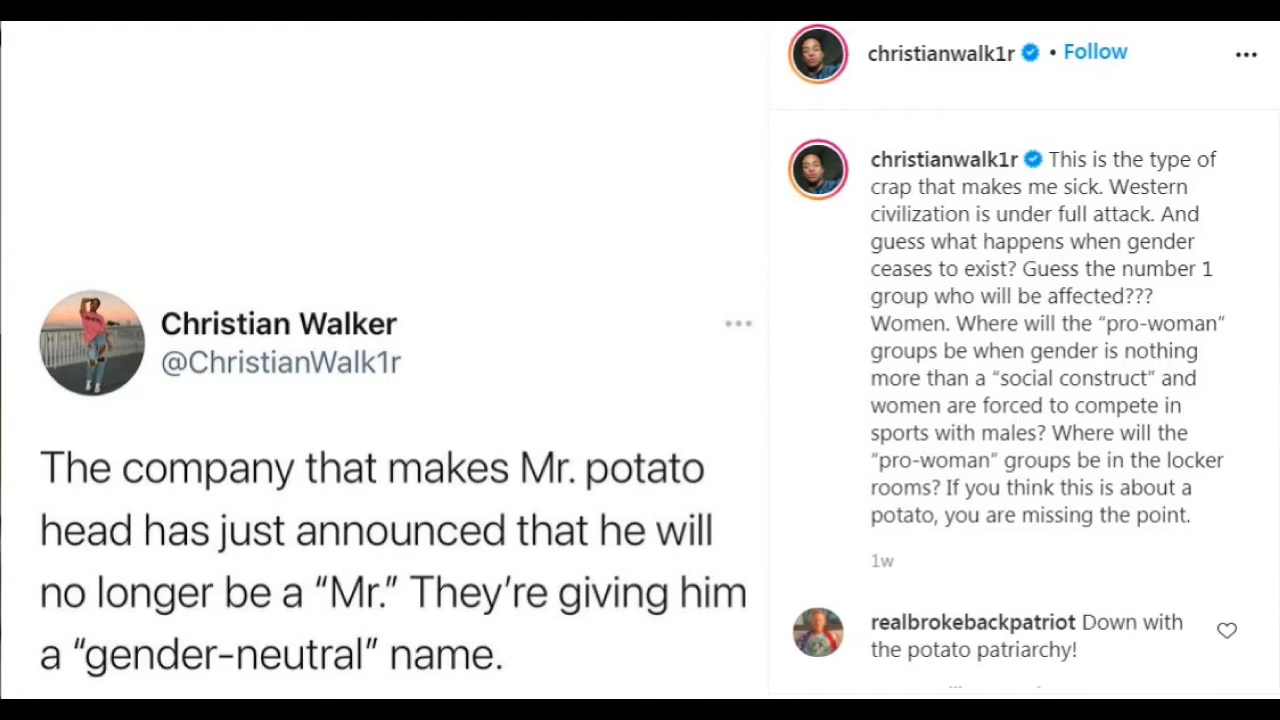 Christian Walker
@ChristianWalk1r
The company that makes Mr. potato
head has just announced that he will
no longer be a “Mr.” They’re giving him
a “gender-neutral” name.
christianwalk1r • Follow
christianwalk1r This is the type of
crap that makes me sick. Western
civilization is under full attack. And
guess what happens when gender
ceases to exist? Guess the number 1
group who will be affected???
Women. Where will the “pro-woman”
groups be when gender is nothing
more than a “social construct” and
women are forced to compete in
sports with males? Where will the
“pro-woman” groups be in the locker
rooms? If you think this is about a
potato, you are missing the point.
1w
realbrokebackpatriot Down with
the potato patriarchy!